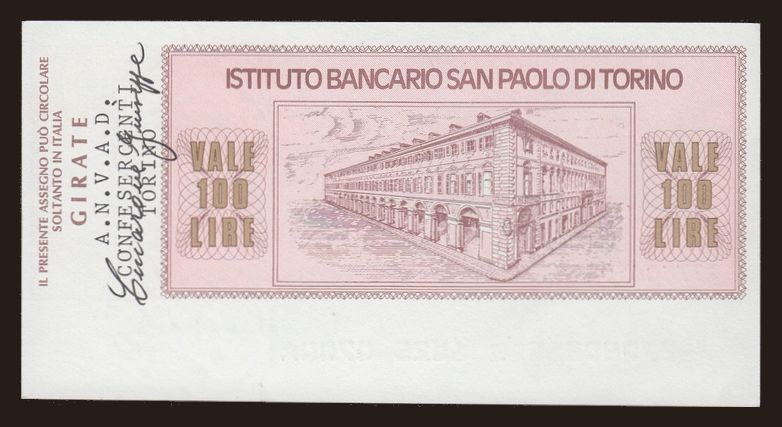 IL PRESENTE ASSEGNO PUÒ CIRCOLARE
SOLTANTO IN ITALIA
GIRATE
A.N.V.A.D.
CONFESERCENTI
TORINO
ISTITUTO BANCARIO SAN PAOLO DI TORINO
VALE
100
LIRE
VALE
100
LIRE